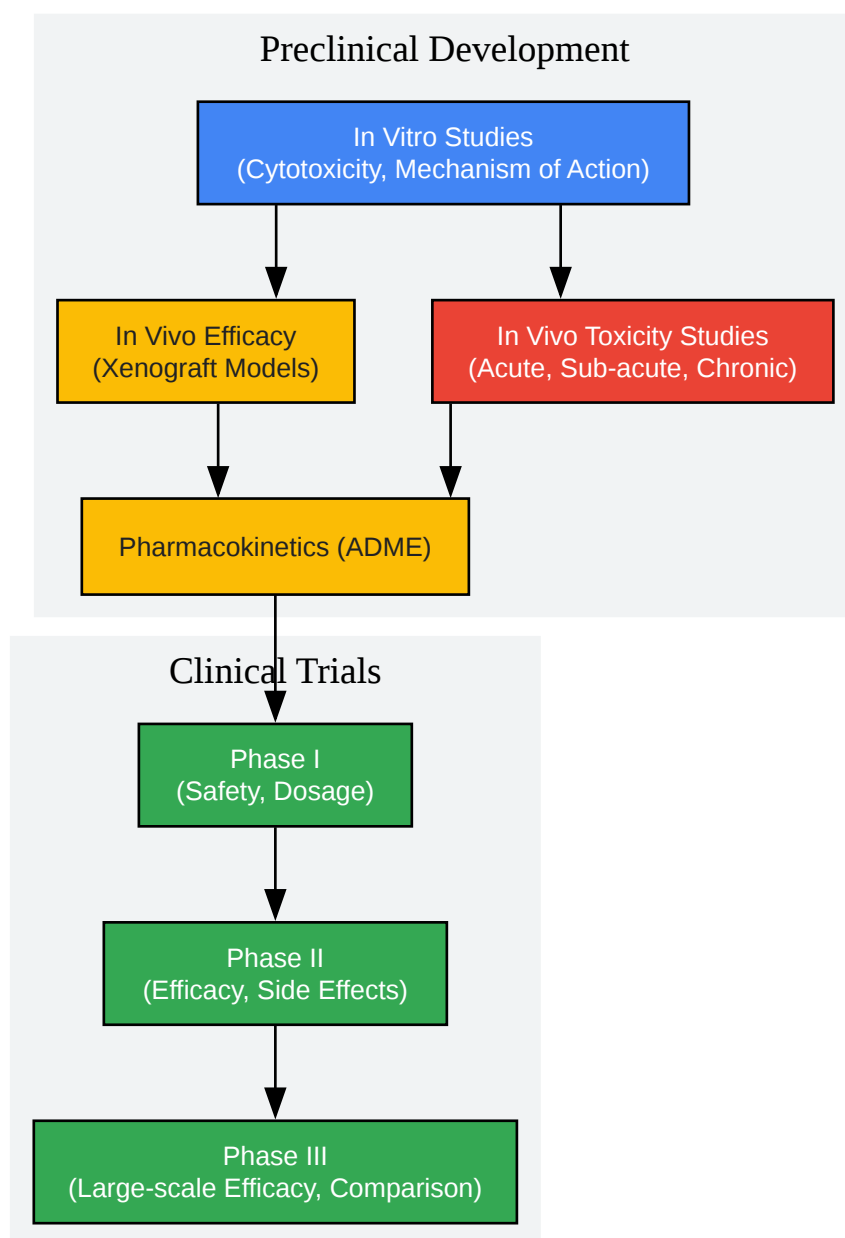 Preclinical Development
In Vitro Studies
(Cytotoxicity, Mechanism of Action)
In Vivo Efficacy
(Xenograft Models)
In Vivo Toxicity Studies
(Acute, Sub-acute, Chronic)
Pharmacokinetics (ADME)
Clinical Trials
Phase I
(Safety, Dosage)
Phase II
(Efficacy, Side Effects)
Phase III
(Large-scale Efficacy, Comparison)